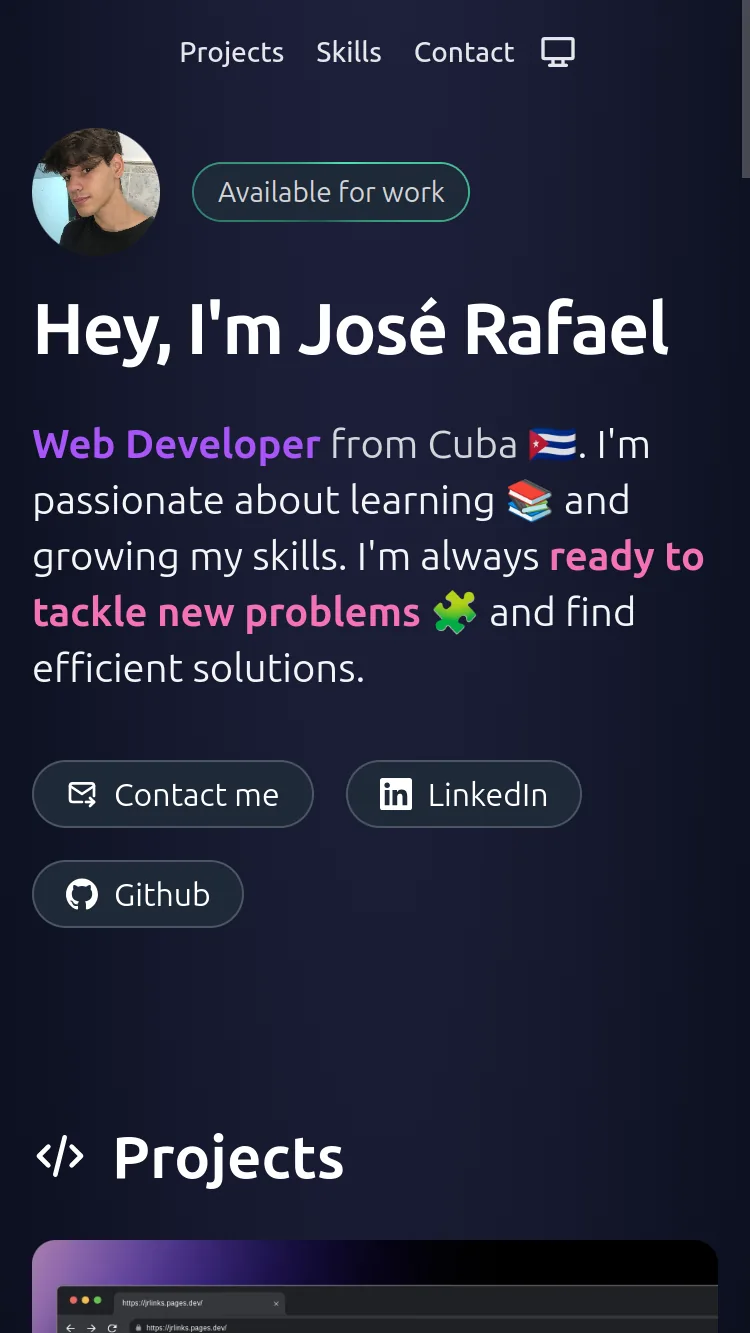 Projects Skills Contact
Available for work
Hey, I'm José Rafael
Web Developer from Cuba 🇨🇺. I'm
passionate about learning 📚 and
growing my skills. I'm always ready to
tackle new problems 🧩 and find
efficient solutions.
Contact me LinkedIn
Github
Projects
https://jrlinks.pages.dev/
https://jrlinks.pages.dev/